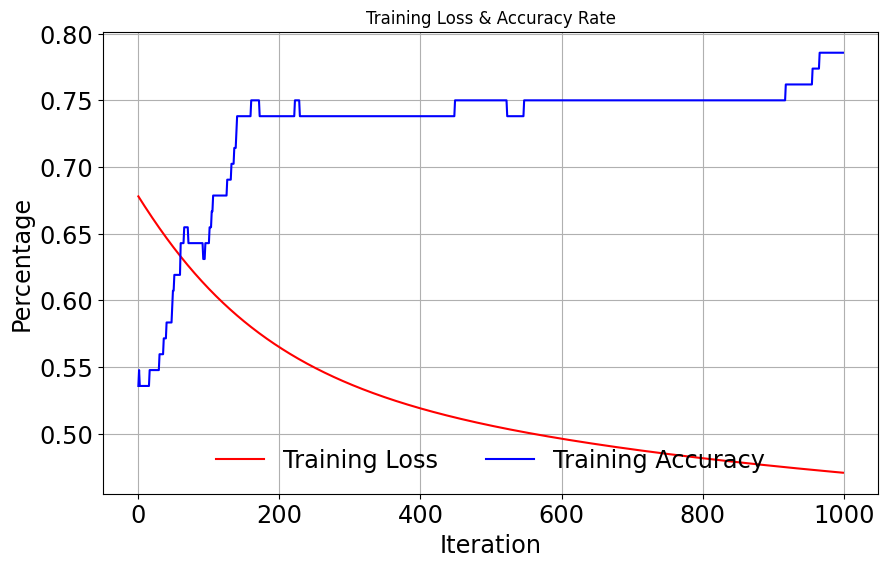 Training Loss & Accuracy Rate
0.80
0.75
0.70
0.65
0.60
0.55
0.50
Percentage
Training Loss
Training Accuracy
0 200 400 600 800 1000
Iteration